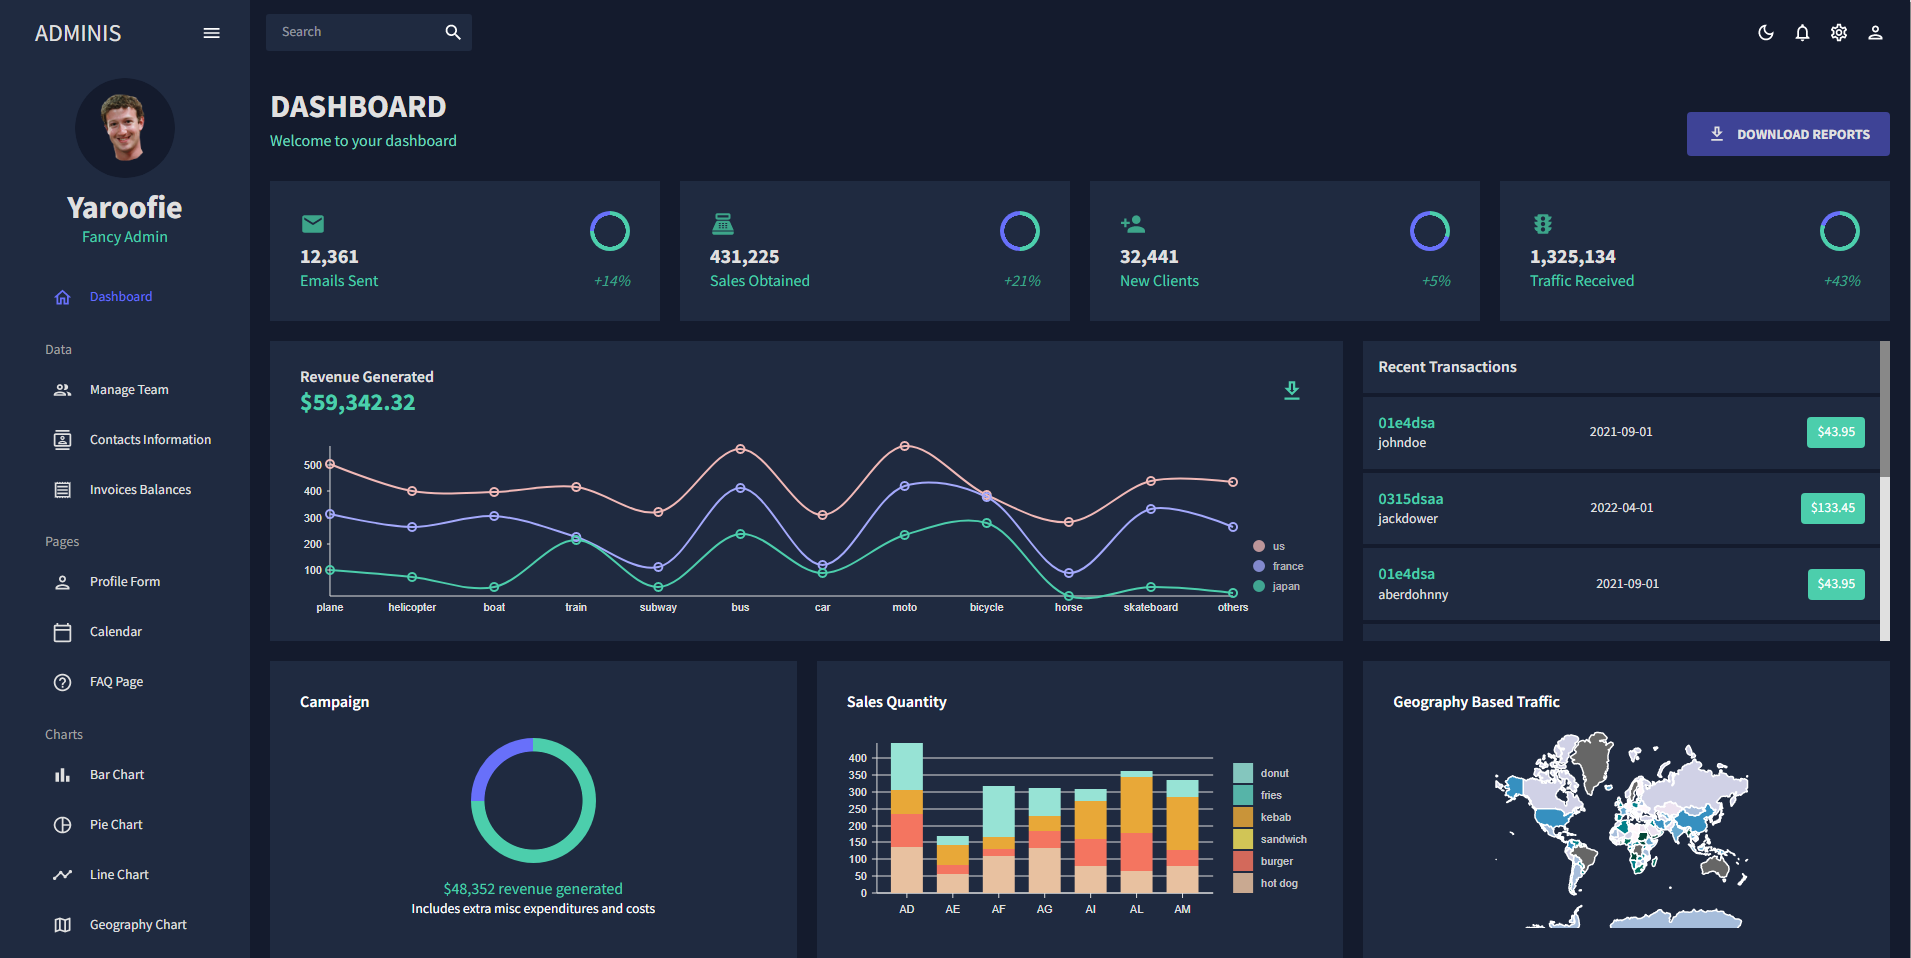 ADMINIS
Search
Yaroofie
Fancy Admin
Dashboard
Data
Manage Team
Contacts Information
Invoices Balances
Pages
Profile Form
Calendar
FAQ Page
Charts
Bar Chart
Pie Chart
Line Chart
Geography Chart
DASHBOARD
Welcome to your dashboard
DOWNLOAD REPORTS
12,361
Emails Sent
+14%
431,225
Sales Obtained
+21%
32,441
New Clients
+5%
1,325,134
Traffic Received
+43%
Revenue Generated
$59,342.32
500
400
300
200
100
plane helicopter boat train subway bus car moto bicycle horse skateboard others
us
france
japan
Recent Transactions
01e4dsa
johndoe
2021-09-01
$43.95
0315dsaa
jackdower
2022-04-01
$133.45
01e4dsa
aberdohnny
2021-09-01
$43.95
Campaign
$48,352 revenue generated
Includes extra misc expenditures and costs
Sales Quantity
400
350
300
250
200
150
100
50
0
AD AE AF AG AI AL AM
donut
fries
kebab
sandwich
burger
hot dog
Geography Based Traffic